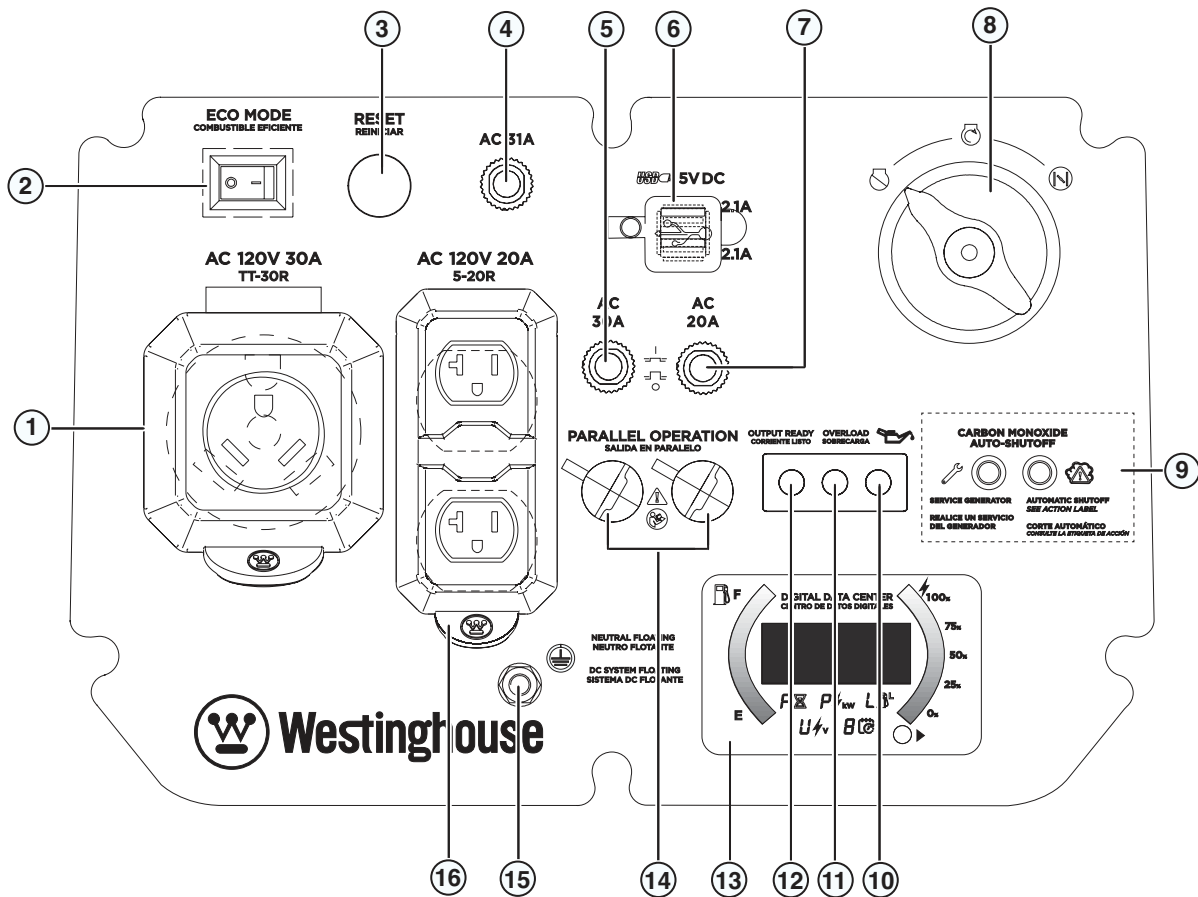 3
4
5
6
7
8
ECO MODE
COMBUSTIBLE EFICIENTE
RESET
REINICIAR
AC 31A
2
USB 5V DC
2.1A
2.1A
AC 120V 30A
TT-30R
AC 120V 20A
5-20R
AC
30A
AC
20A
1
PARALLEL OPERATION
SALIDA EN PARALELO
OUTPUT READY
CORRIENTE LISTO
OVERLOAD
SOBRECARGA
CARBON MONOXIDE
AUTO-SHUTOFF
9
SERVICE GENERATOR
REALICE UN SERVICIO
DEL GENERADOR
AUTOMATIC SHUTOFF
SEE ACTION LABEL
CORTE AUTOMÁTICO
CONSULTE LA ETIQUETA DE ACCIÓN
F
E
DIGITAL DATA CENTER
CENTRO DE DATOS DIGITALES
100%
75%
50%
25%
0%
P kW L L
U V 8
NEUTRAL FLOATING
NEUTRO FLOTANTE
DC SYSTEM FLOTING
SISTEMA DC FLOTANTE
Westinghouse
16
15
14
13
12
11
10